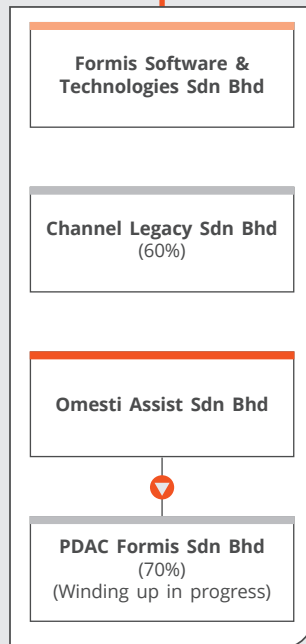 Formis Software &
Technologies Sdn Bhd
Channel Legacy Sdn Bhd
(60%)
Omesti Assist Sdn Bhd
PDAC Formis Sdn Bhd
(70%)
(Winding up in progress)